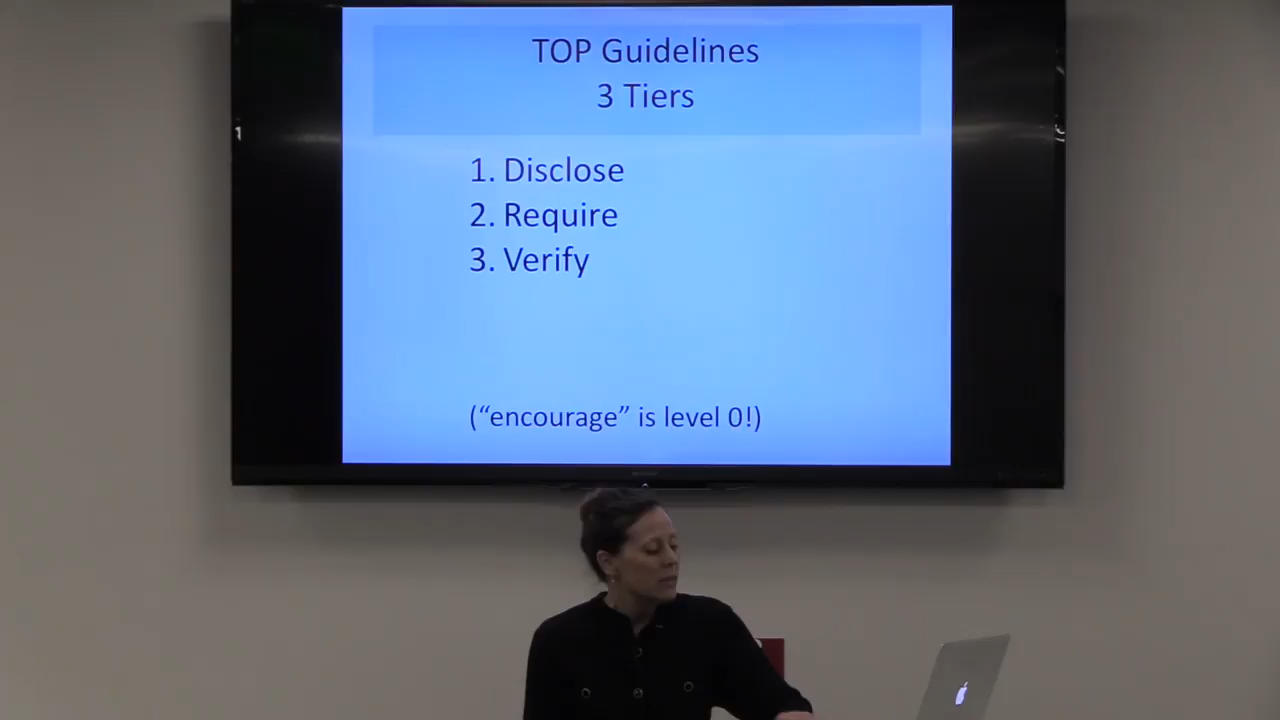 TOP Guidelines
3 Tiers
1. Disclose
2. Require
3. Verify
(“encourage” is level 0!)